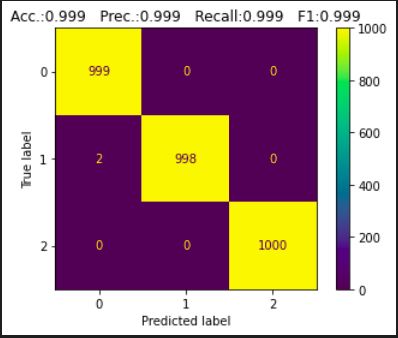 Acc.:0.999 Prec.:0.999 Recall:0.999 F1:0.999
1000
0 999 0 0
800
600
1 2 998 0
True label
400
200
2 0 0 1000
0
0 1 2
Predicted label